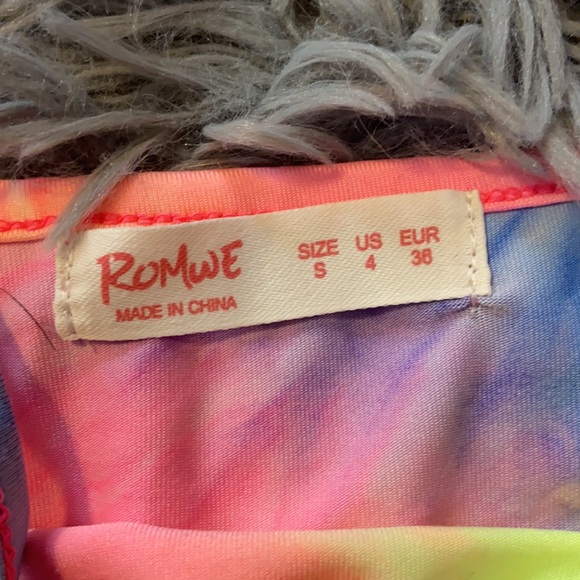 ROMWE
MADE IN CHINA
SIZE US EUR
S 4 36